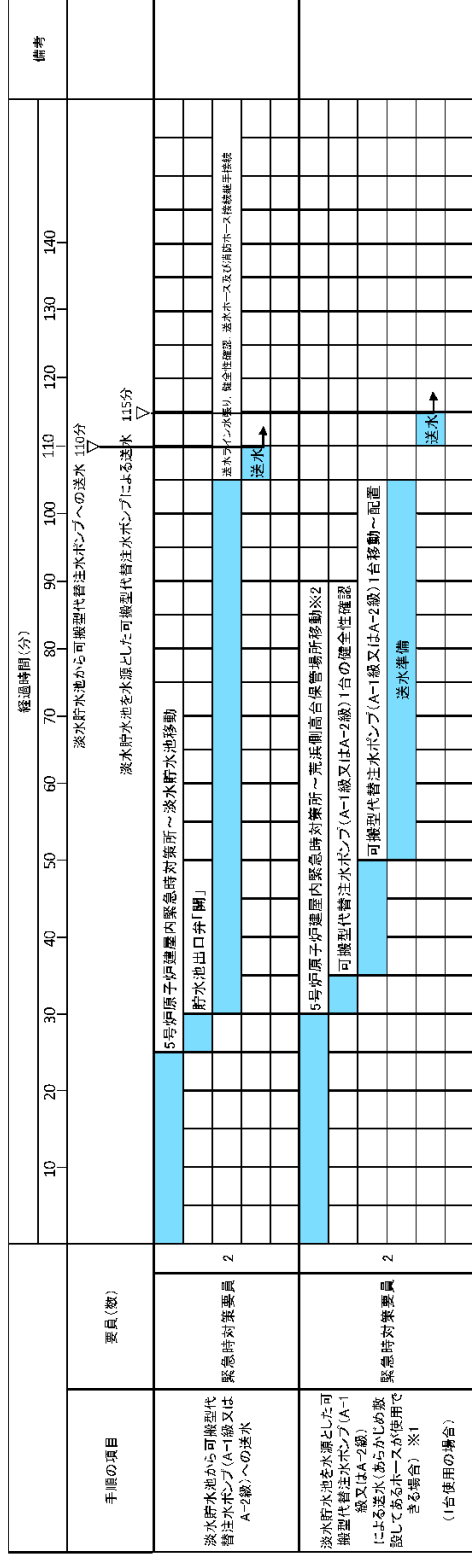 手順の項目
要員(数)
経過時間(分)
備考
10
20
30
40
50
60
70
80
90
100
110
120
130
140
淡水貯水池から可搬型代替注水ポンプへの送水 110分
淡水貯水池を水源とした可搬型代替注水ポンプによる送水 115分
淡水貯水池から可搬型代
替注水ポンプ(A-1級又は
A-2級)への送水
緊急時対策要員
2
5号炉原子炉建屋内緊急時対策所~淡水貯水池移動
貯水池出口弁「開」
送水ライン水張り、健全性確認、送水ホース及び消防ホース接続継手接続
送水
淡水貯水池を水源とした可
搬型代替注水ポンプ(A-1
級又はA-2級)
による送水(あらかじめ敷
設してあるホースが使用で
きる場合) ※1
(1台使用の場合)
緊急時対策要員
2
5号炉原子炉建屋内緊急時対策所~荒浜側高台保管場所移動※2
可搬型代替注水ポンプ(A-1級又はA-2級)1台の健全性確認
可搬型代替注水ポンプ(A-1級又はA-2級)1台移動~配置
送水準備
送水